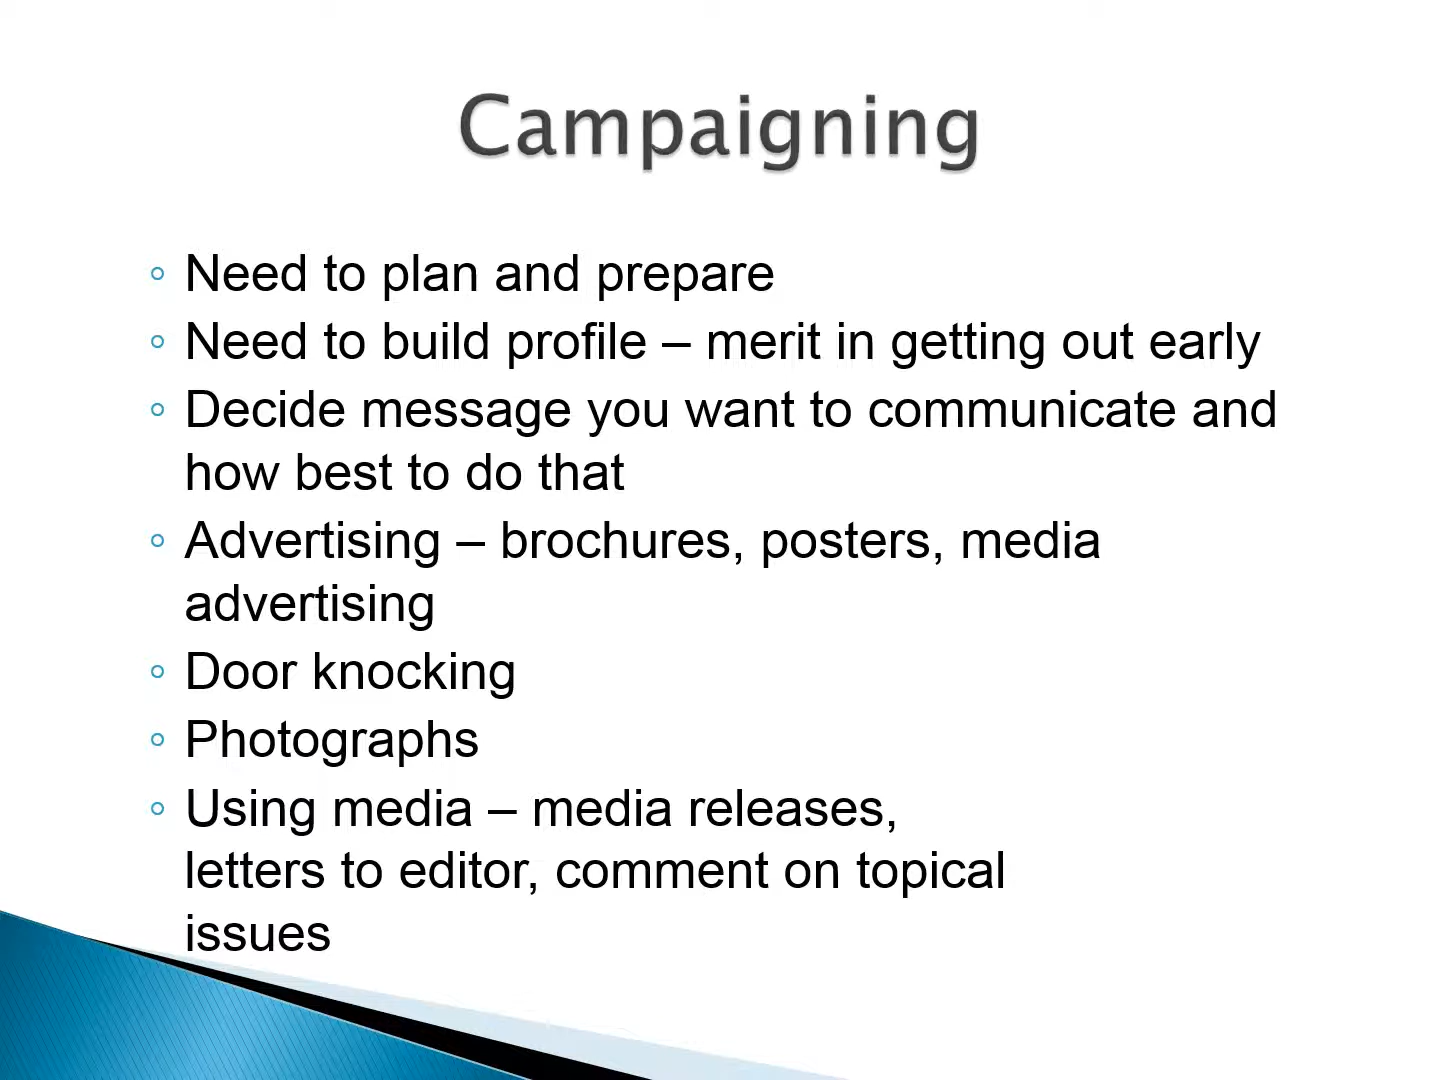 Campaigning
◦ Need to plan and prepare
◦ Need to build profile – merit in getting out early
◦ Decide message you want to communicate and
how best to do that
◦ Advertising – brochures, posters, media
advertising
◦ Door knocking
◦ Photographs
◦ Using media – media releases,
letters to editor, comment on topical
issues